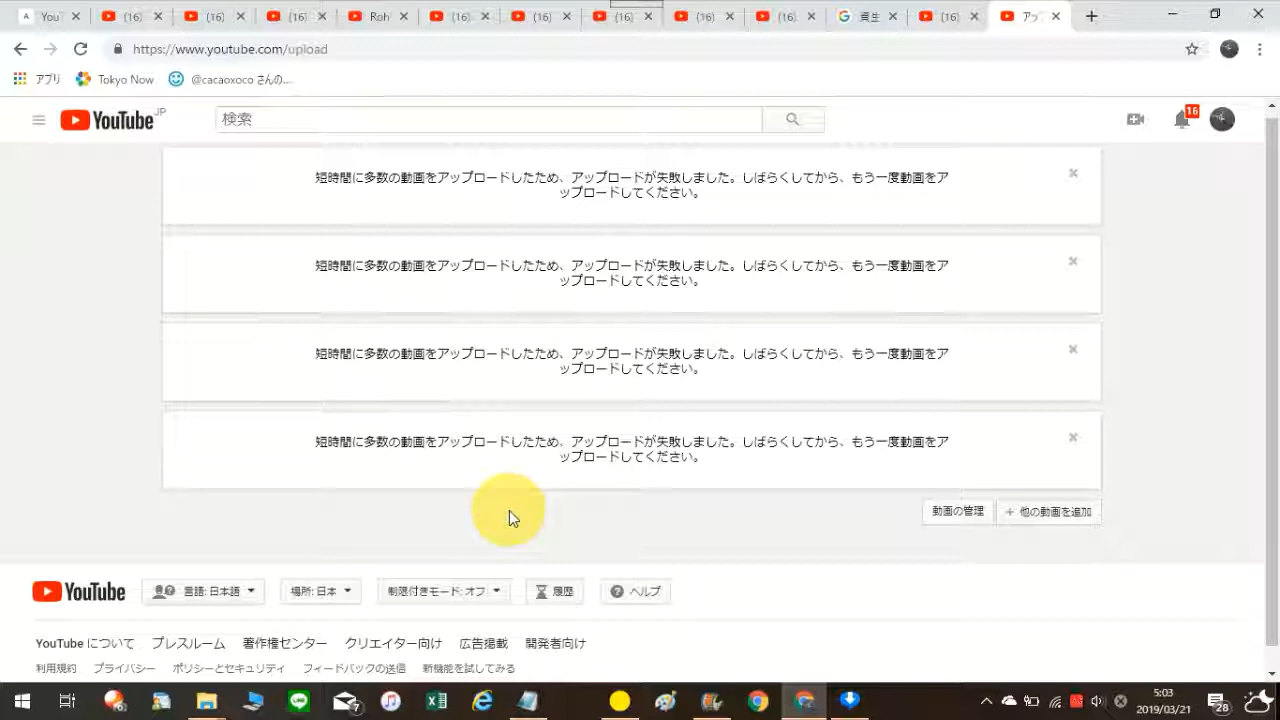 You
(16)
(16)
(16)
Roh
(16)
(16)
(16)
(16)
(16)
資生
(16)
https://www.youtube.com/upload
アプリ
Tokyo Now
@cacaoxoco さんの...
YouTube JP
検索
16
短時間に多数の動画をアップロードしたため、アップロードが失敗しました。しばらくしてから、もう一度動画をア
ップロードしてください。
短時間に多数の動画をアップロードしたため、アップロードが失敗しました。しばらくしてから、もう一度動画をア
ップロードしてください。
短時間に多数の動画をアップロードしたため、アップロードが失敗しました。しばらくしてから、もう一度動画をア
ップロードしてください。
短時間に多数の動画をアップロードしたため、アップロードが失敗しました。しばらくしてから、もう一度動画をア
ップロードしてください。
動画の管理
+ 他の動画を追加
YouTube
言語: 日本語
場所: 日本
制限付きモード: オフ
履歴
ヘルプ
YouTube について プレスルーム 著作権センター クリエイター向け 広告掲載 開発者向け
利用規約 プライバシー ポリシーとセキュリティ フィードバックの送信 新機能を試してみる
5:03
2019/03/21
28